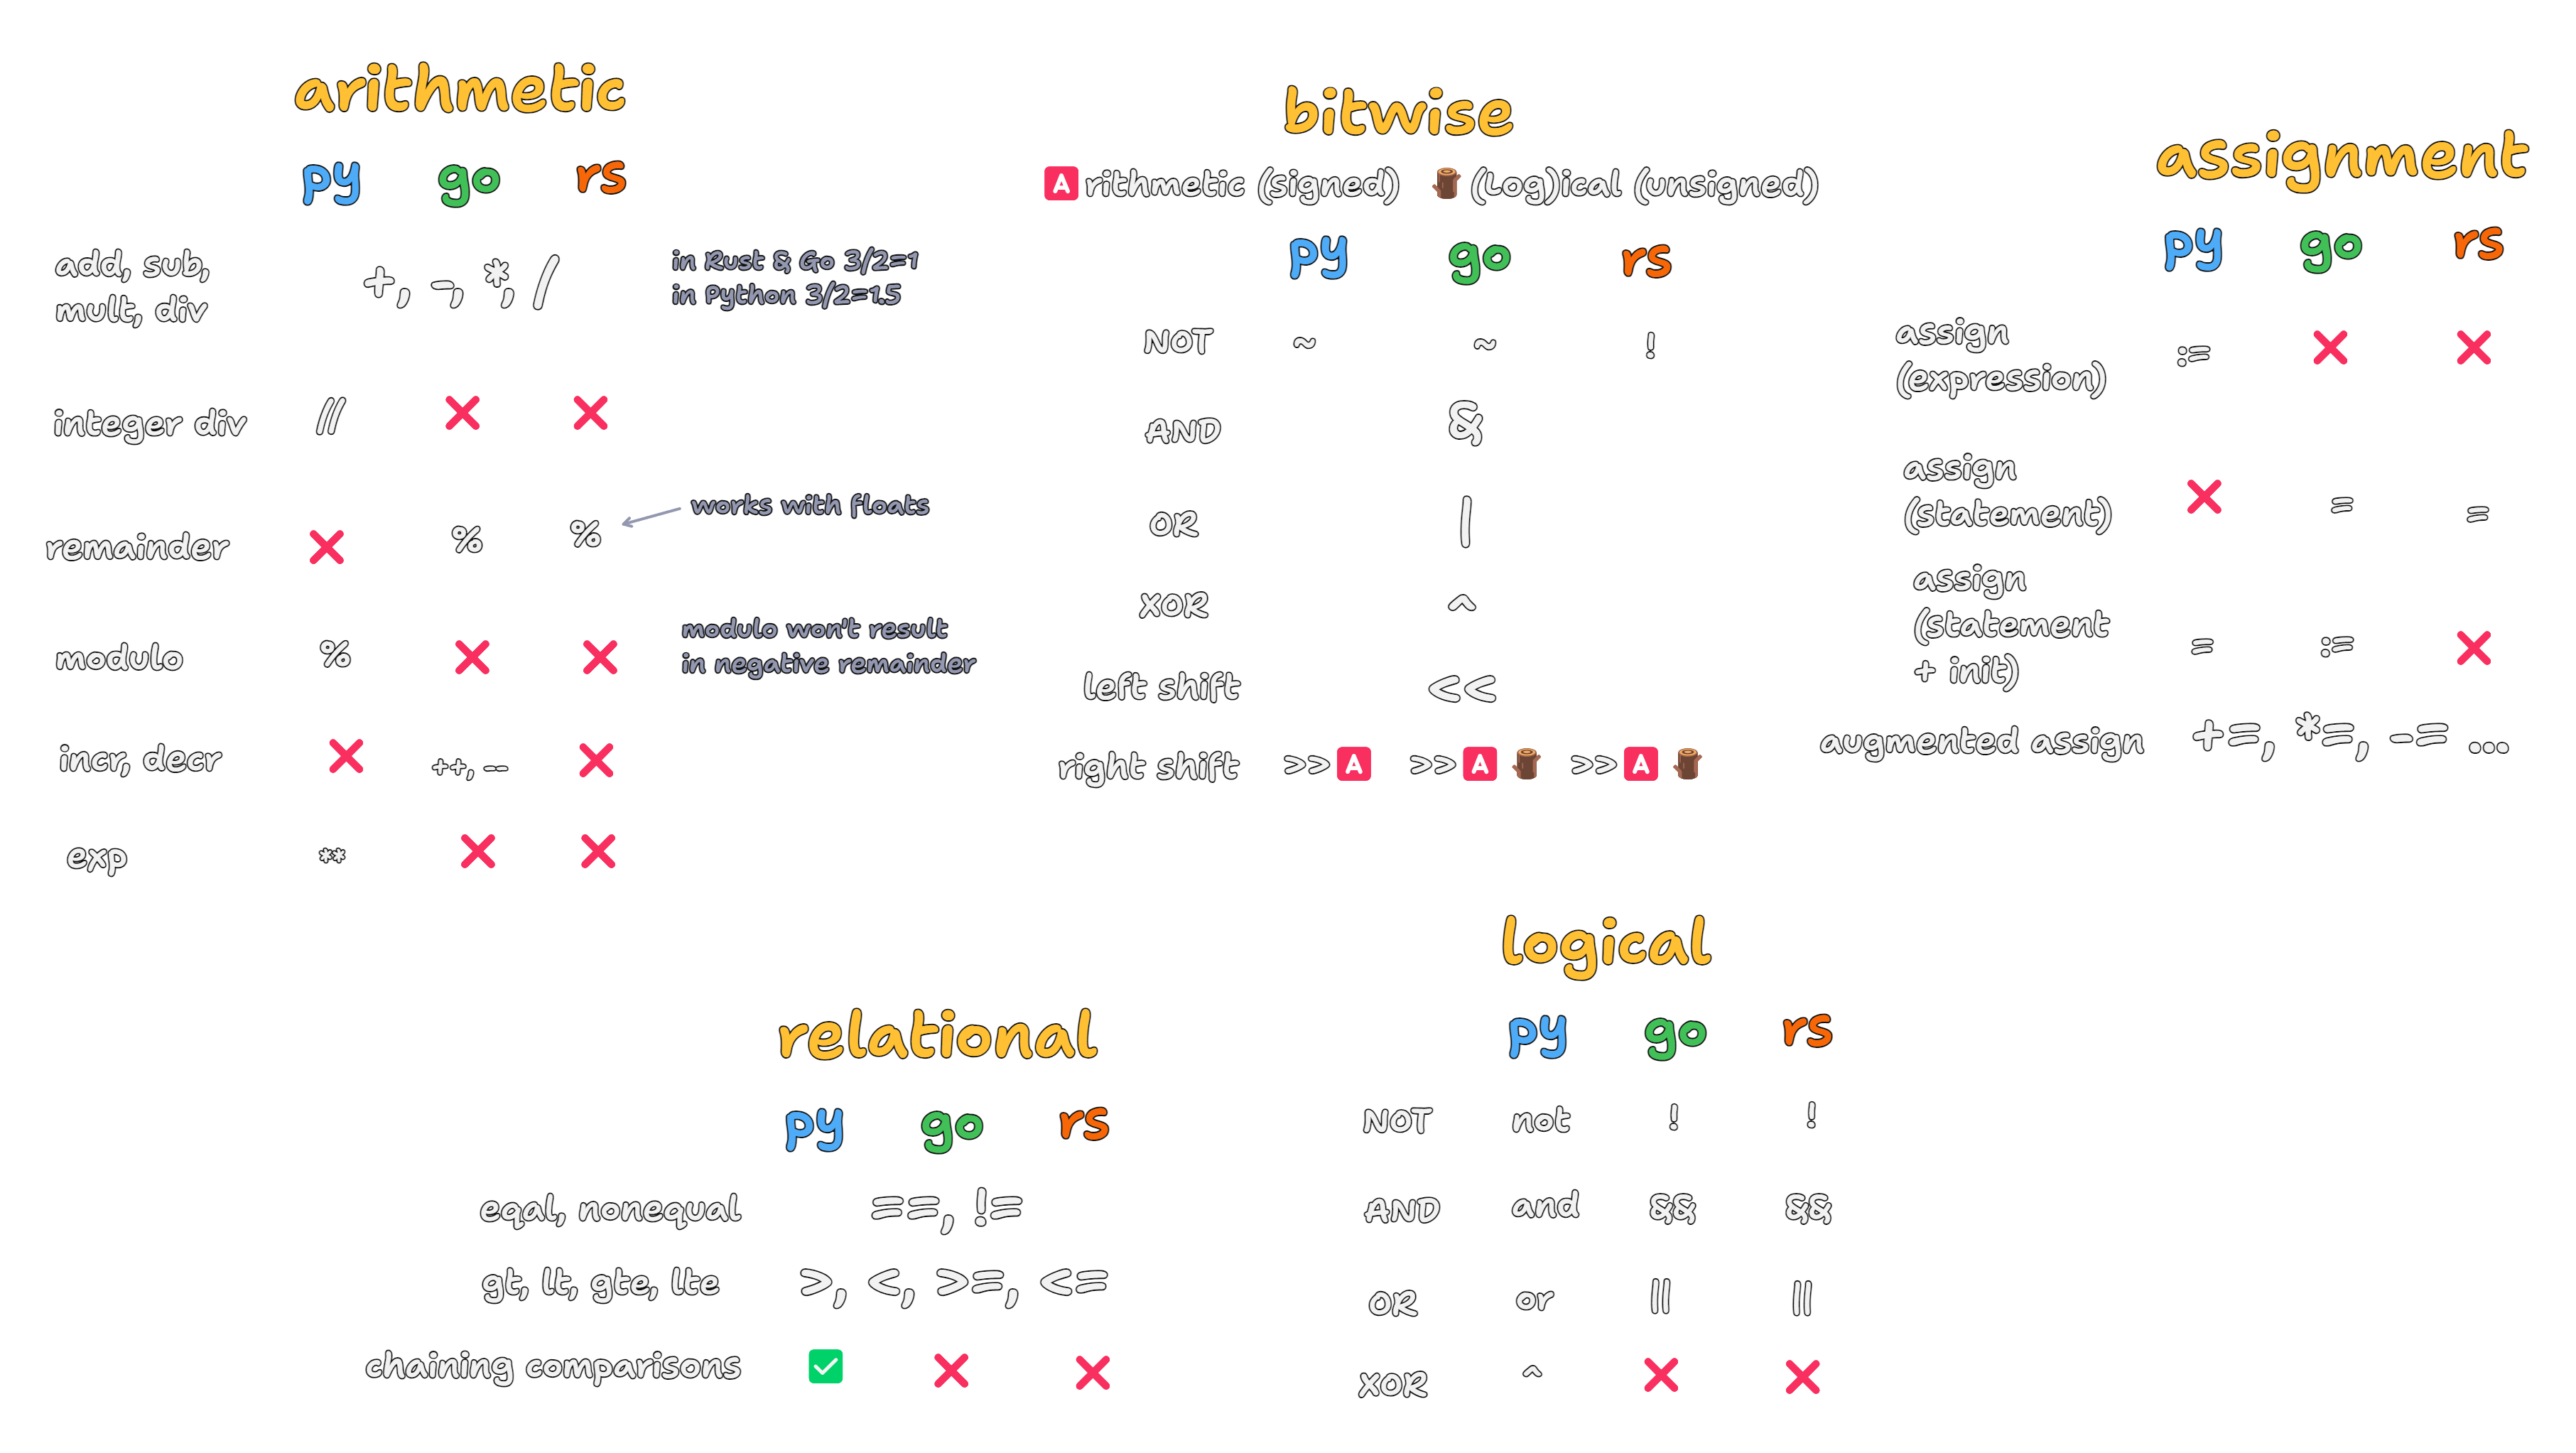 arithmetic
py go rs
add, sub,
mult, div
+, -, *, /
in Rust & Go 3/2=1
in Python 3/2=1.5
integer div // ❌ ❌
remainder ❌ % %
works with floats
modulo % ❌ ❌
modulo won't result
in negative remainder
incr, decr ❌ ++, -- ❌
exp ** ❌ ❌
bitwise
🅰rithmetic (signed) 🪵 (Log)ical (unsigned)
py go rs
NOT ~ ~ !
AND &
OR |
XOR ^
left shift <<
right shift >>🅰 >>🅰🪵 >>🅰🪵
assignment
py go rs
assign
(expression)
:= ❌ ❌
assign
(statement)
❌ = =
assign
(statement
+ init)
= := ❌
augmented assign +=, *=, -= ...
relational
py go rs
eqal, nonequal ==, !=
gt, lt, gte, lte >, <, >=, <=
chaining comparisons ✅ ❌ ❌
logical
py go rs
NOT not ! !
AND and && &&
OR or || ||
XOR ^ ❌ ❌